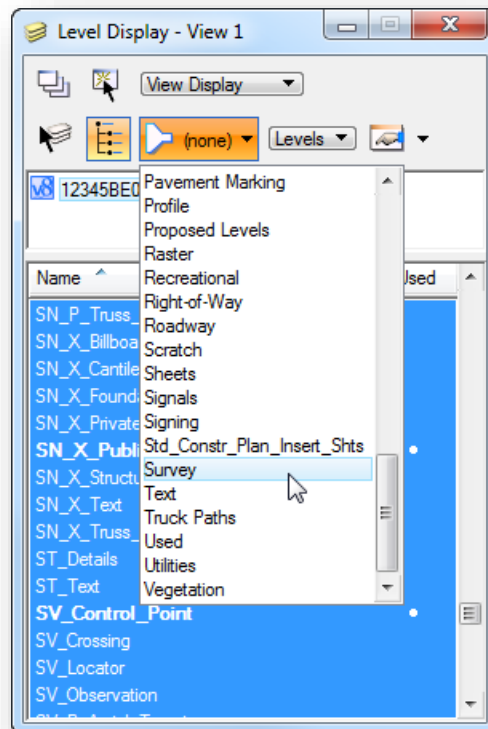 Level Display - View 1
View Display
(none)
Levels
v8 12345BE0
Pavement Marking
Profile
Proposed Levels
Raster
Recreational
Right-of-Way
Roadway
Scratch
Sheets
Signals
Signing
Std_Constr_Plan_Insert_Shts
Survey
Text
Truck Paths
Used
Utilities
Vegetation
Name
Used
SN_P_Truss_
SN_X_Billboa
SN_X_Cantile
SN_X_Founda
SN_X_Private
SN_X_Publi
SN_X_Structu
SN_X_Text
SN_X_Truss_
ST_Details
ST_Text
SV_Control_Point
SV_Crossing
SV_Locator
SV_Observation